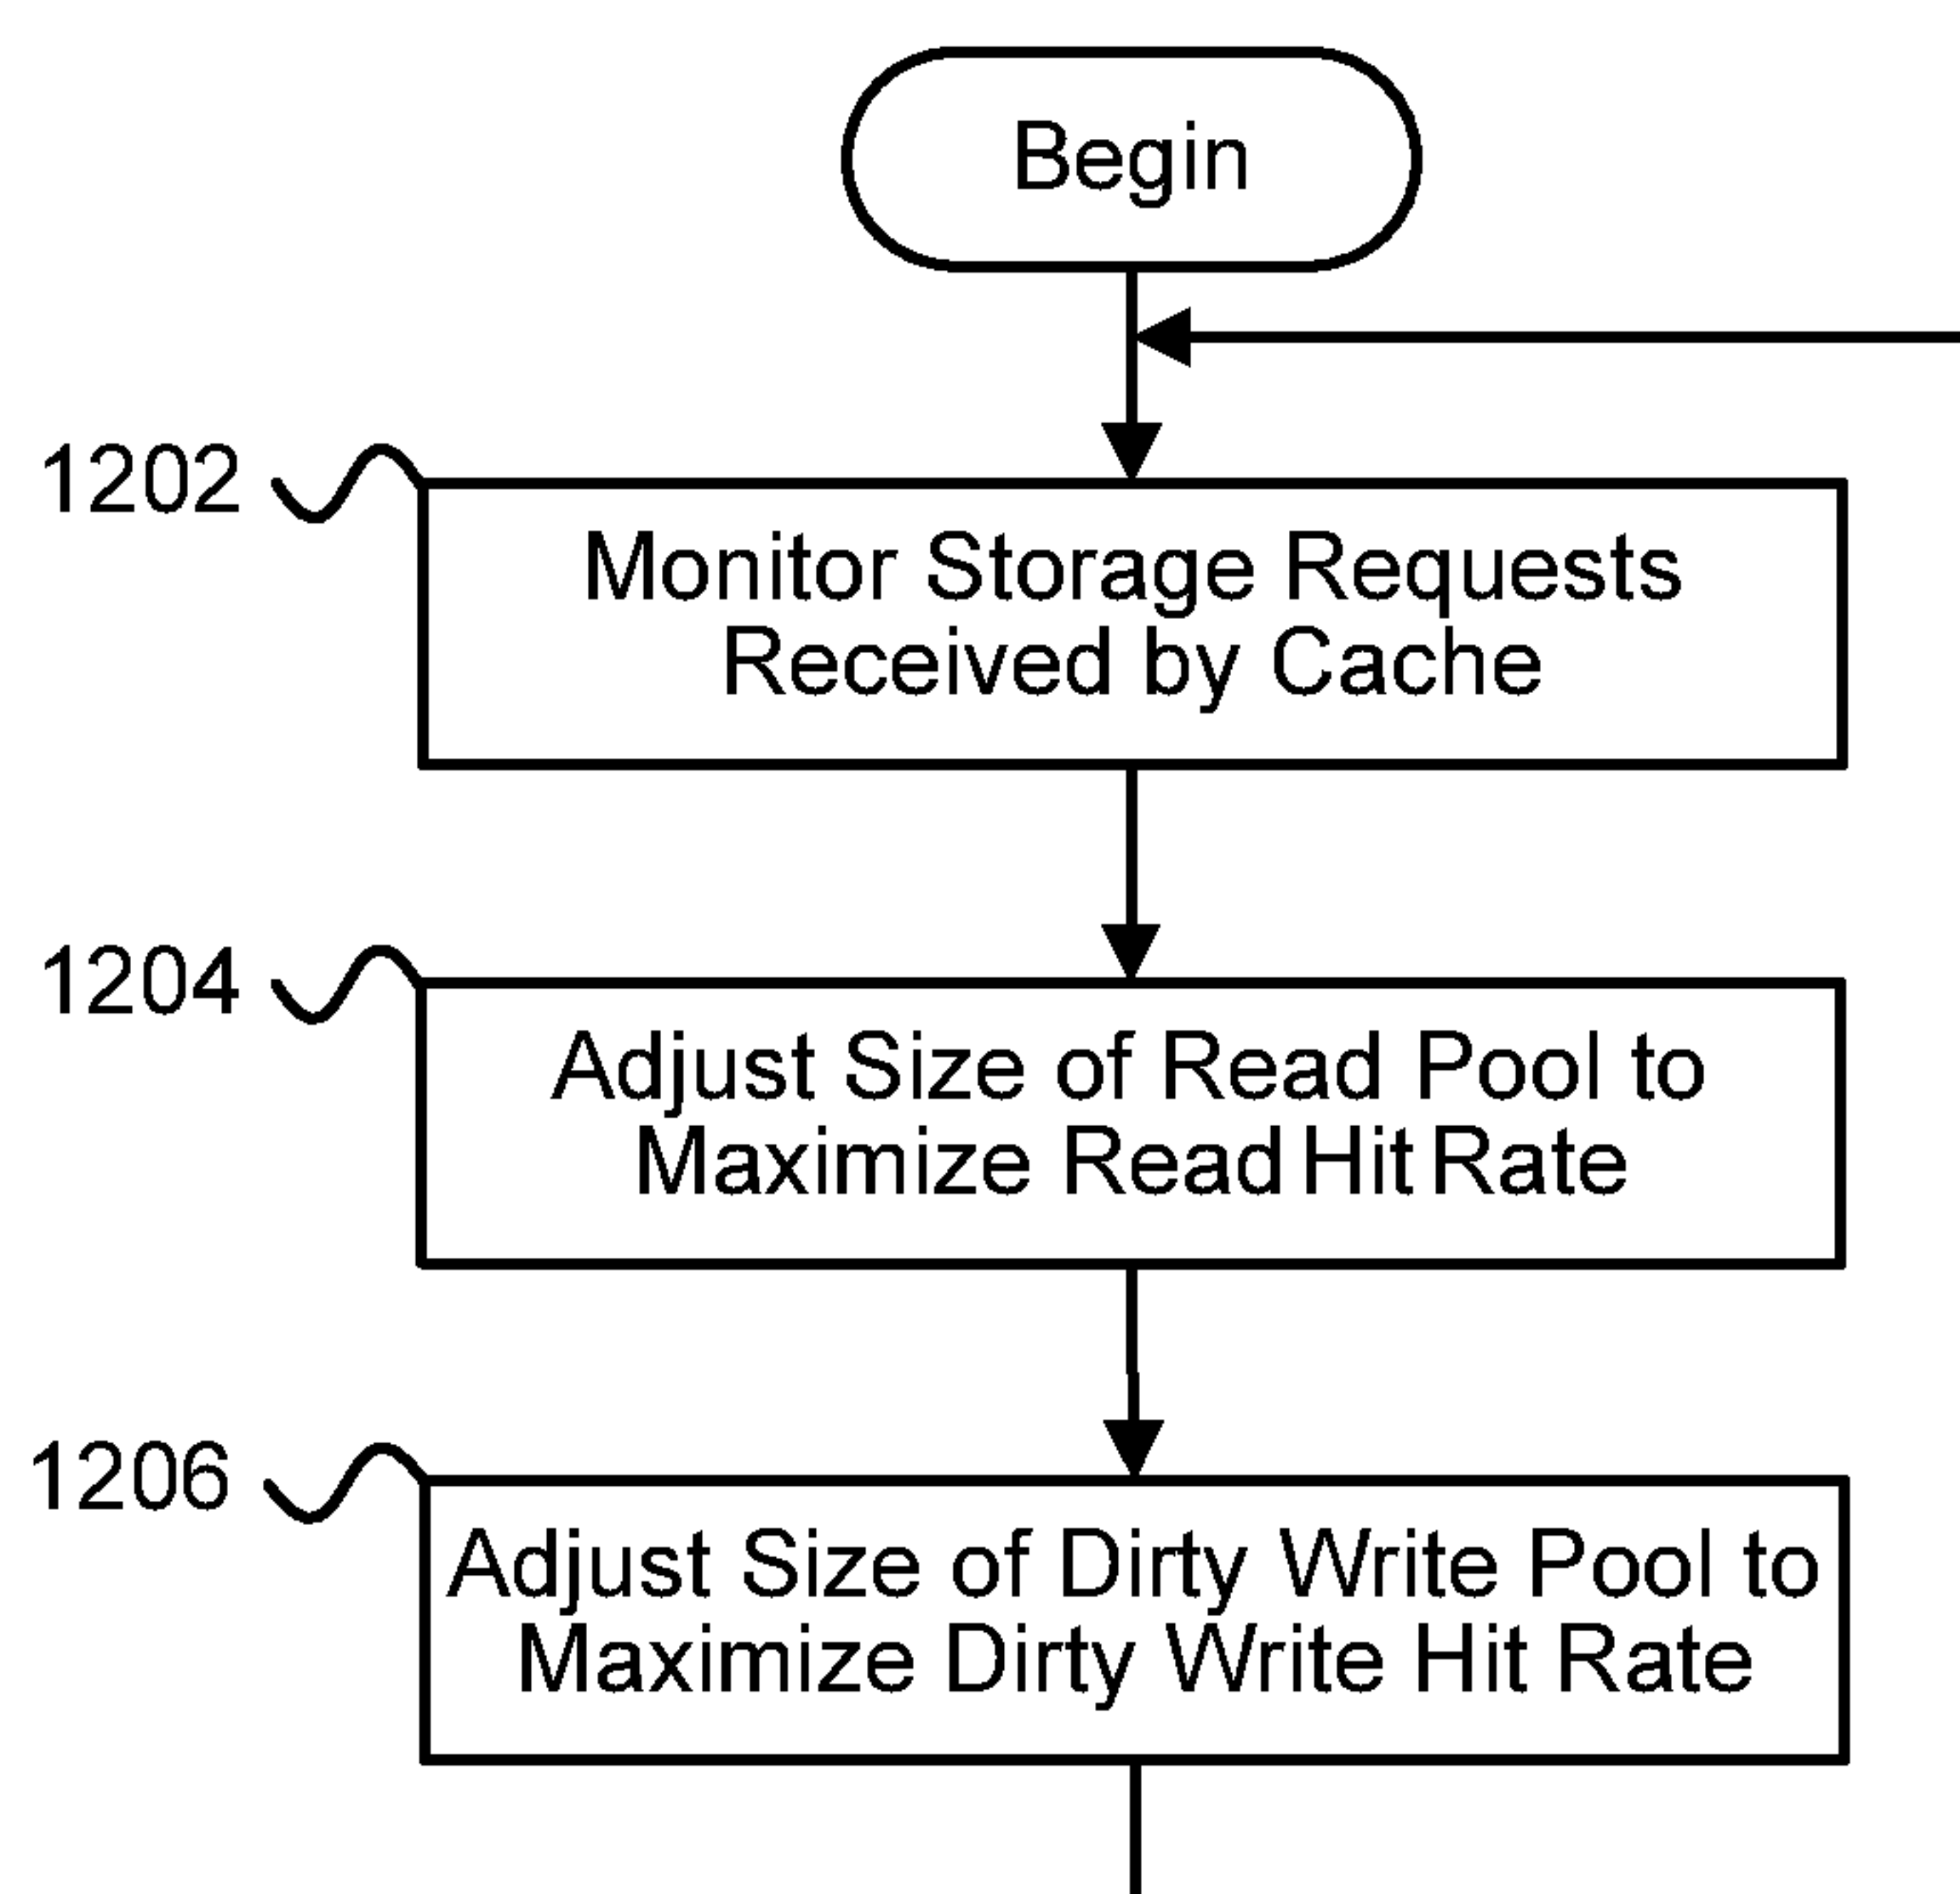 Begin
1202
Monitor Storage Requests
Received by Cache
1204
Adjust Size of Read Pool to
Maximize Read Hit Rate
1206
Adjust Size of Dirty Write Pool to
Maximize Dirty Write Hit Rate